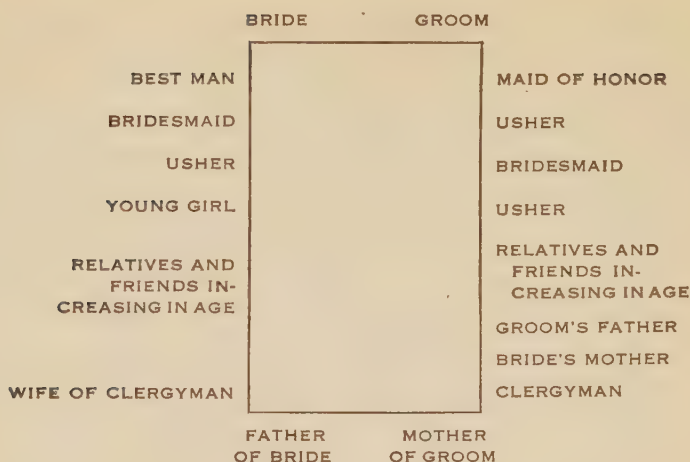 BRIDE GROOM
BEST MAN MAID OF HONOR
BRIDESMAID USHER
USHER BRIDESMAID
YOUNG GIRL USHER
RELATIVES AND
FRIENDS IN-
CREASING IN AGE
RELATIVES AND
FRIENDS IN-
CREASING IN AGE
GROOM'S FATHER
BRIDE'S MOTHER
WIFE OF CLERGYMAN CLERGYMAN
FATHER
OF BRIDE
MOTHER
OF GROOM